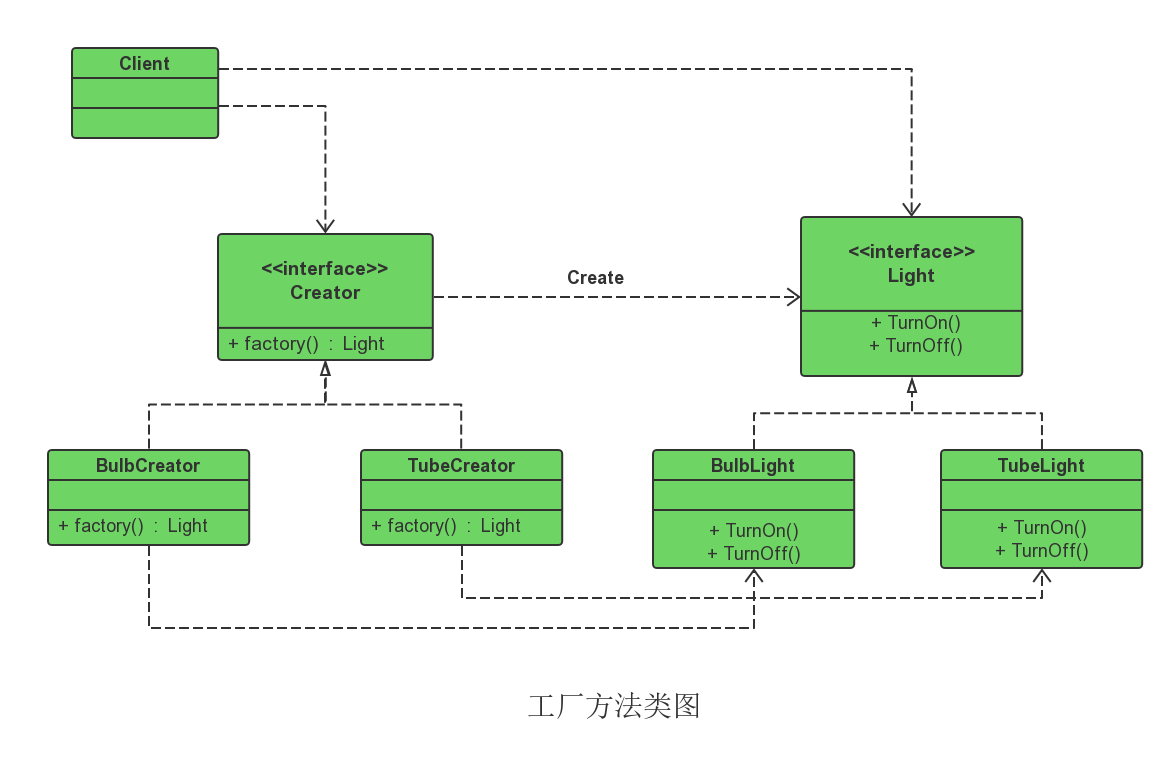 Client
<<interface>>
Creator
+ factory() : Light
Create
<<interface>>
Light
+ TurnOn()
+ TurnOff()
BulbCreator
+ factory() : Light
TubeCreator
+ factory() : Light
BulbLight
+ TurnOn()
+ TurnOff()
TubeLight
+ TurnOn()
+ TurnOff()
工厂方法类图